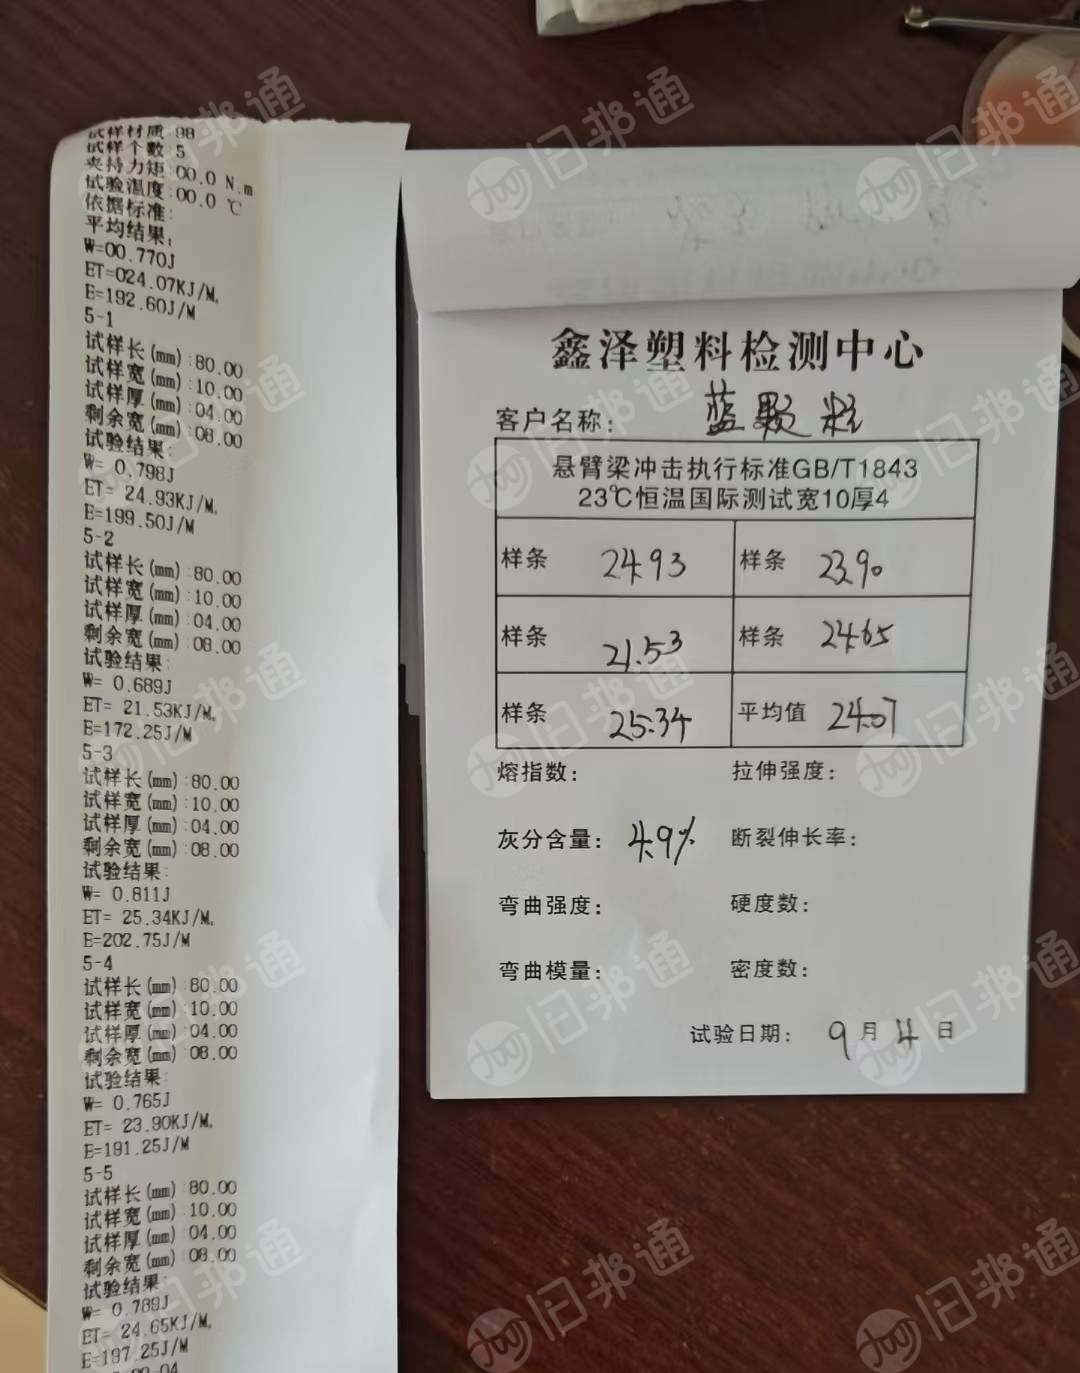 试样材质:98
试样个数:5
夹持力矩:00.0 N.m
试验温度:00.0 ℃
依据标准:
平均结果:
W=00.770J
ET=024.07KJ/M.
E=192.60J/M
5-1
试样长(mm):80.00
试样宽(mm):10.00
试样厚(mm):04.00
剩余宽(mm):08.00
试验结果:
W= 0.798J
ET= 24.93KJ/M.
E=199.50J/M
5-2
试样长(mm):80.00
试样宽(mm):10.00
试样厚(mm):04.00
剩余宽(mm):08.00
试验结果:
W= 0.689J
ET= 21.53KJ/M.
E=172.25J/M
5-3
试样长(mm):80.00
试样宽(mm):10.00
试样厚(mm):04.00
剩余宽(mm):08.00
试验结果:
W= 0.811J
ET= 25.34KJ/M.
E=202.75J/M
5-4
试样长(mm):80.00
试样宽(mm):10.00
试样厚(mm):04.00
剩余宽(mm):08.00
试验结果:
W= 0.765J
ET= 23.90KJ/M.
E=191.25J/M
5-5
试样长(mm):80.00
试样宽(mm):10.00
试样厚(mm):04.00
剩余宽(mm):08.00
试验结果:
W= 0.789J
ET= 24.65KJ/M.
E=197.25J/M
鑫泽塑料检测中心
客户名称: 蓝颗粒
悬臂梁冲击执行标准GB/T1843
23℃恒温国际测试宽10厚4
样条 24.93 样条 23.90
样条 21.53 样条 24.65
样条 25.34 平均值 24.07
熔指数: 拉伸强度:
灰分含量: 4.9% 断裂伸长率:
弯曲强度: 硬度数:
弯曲模量: 密度数:
试验日期: 9月4日
旧邦通